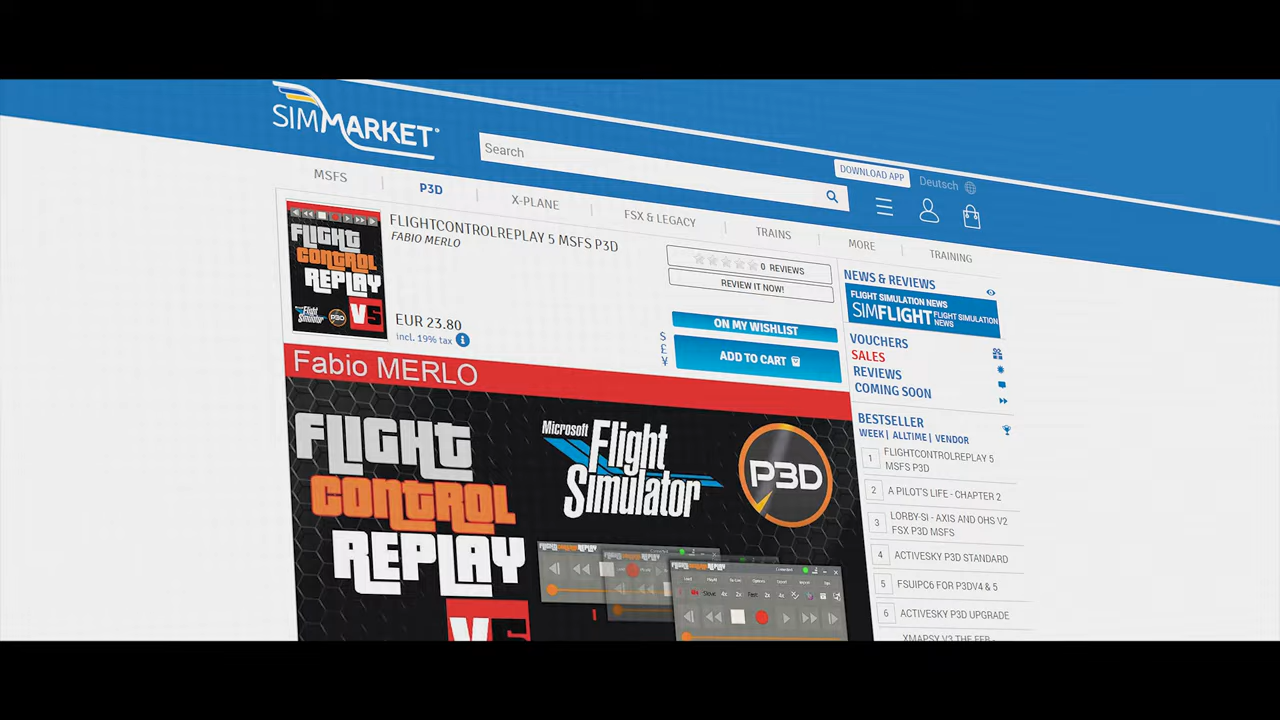 SIMMARKET
Search
DOWNLOAD APP
Deutsch
MSFS
P3D
X-PLANE
FSX & LEGACY
TRAINS
MORE
TRAINING
FLIGHT
CONTROL
REPLAY
V5
FLIGHTCONTROLREPLAY 5 MSFS P3D
FABIO MERLO
EUR 23.80
incl. 19% tax
0 REVIEWS
REVIEW IT NOW!
$
£
¥
ON MY WISHLIST
ADD TO CART
NEWS & REVIEWS
FLIGHT SIMULATION NEWS
SIMFLIGHT FLIGHT SIMULATION
NEWS
VOUCHERS
SALES
REVIEWS
COMING SOON
BESTSELLER
WEEK | ALLTIME | VENDOR
1 FLIGHTCONTROLREPLAY 5
MSFS P3D
2 A PILOT'S LIFE - CHAPTER 2
3 LORBY-SI - AXIS AND OHS V2
FSX P3D MSFS
4 ACTIVESKY P3D STANDARD
5 FSUIPC6 FOR P3DV4 & 5
6 ACTIVESKY P3D UPGRADE
Fabio MERLO
FLIGHT
CONTROL
REPLAY
V5
Microsoft
Flight
Simulator
P3D